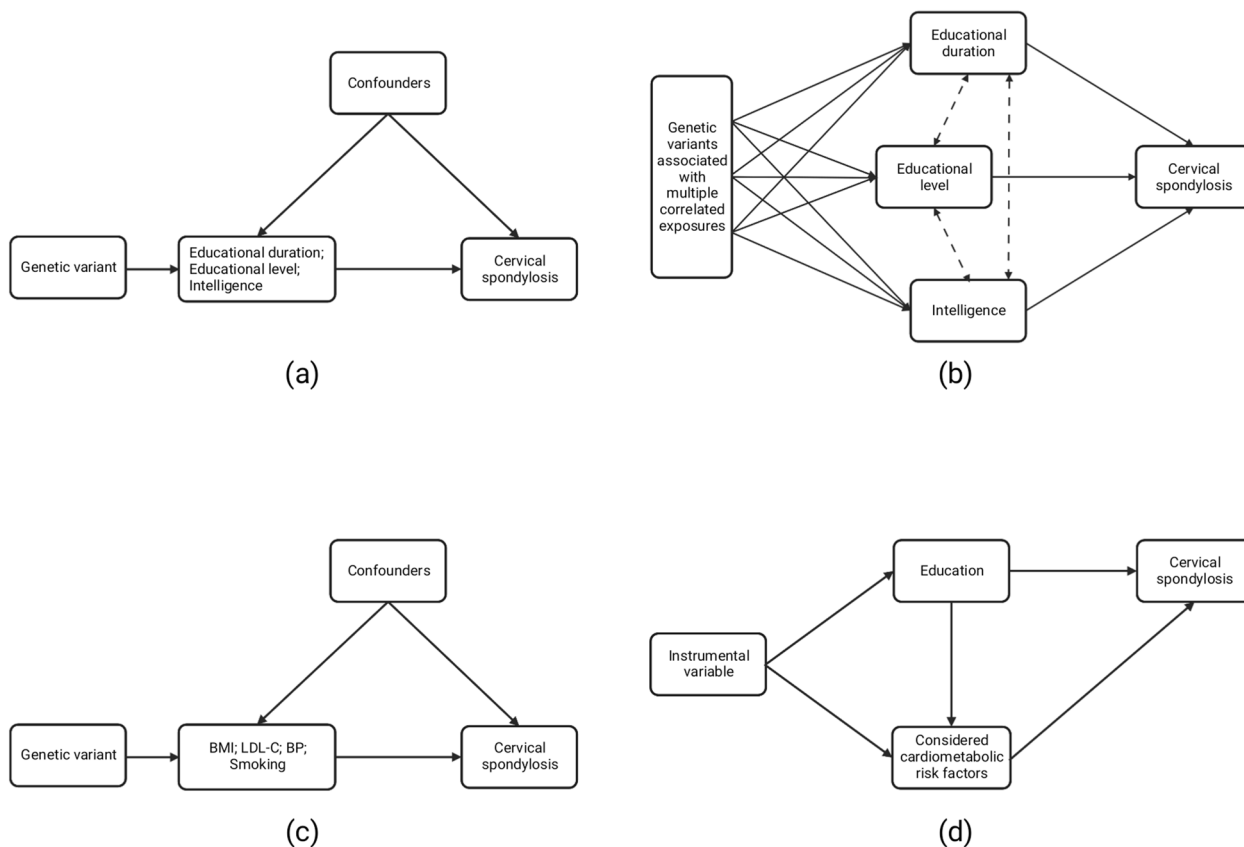 Confounders
Genetic variant
Educational duration;
Educational level;
Intelligence
Cervical
spondylosis
(a)
Genetic
variants
associated
with
multiple
correlated
exposures
Educational
duration
Educational
level
Intelligence
Cervical
spondylosis
(b)
Confounders
Genetic variant
BMI; LDL-C; BP;
Smoking
Cervical
spondylosis
(c)
Instrumental
variable
Education
Considered
cardiometabolic
risk factors
Cervical
spondylosis
(d)